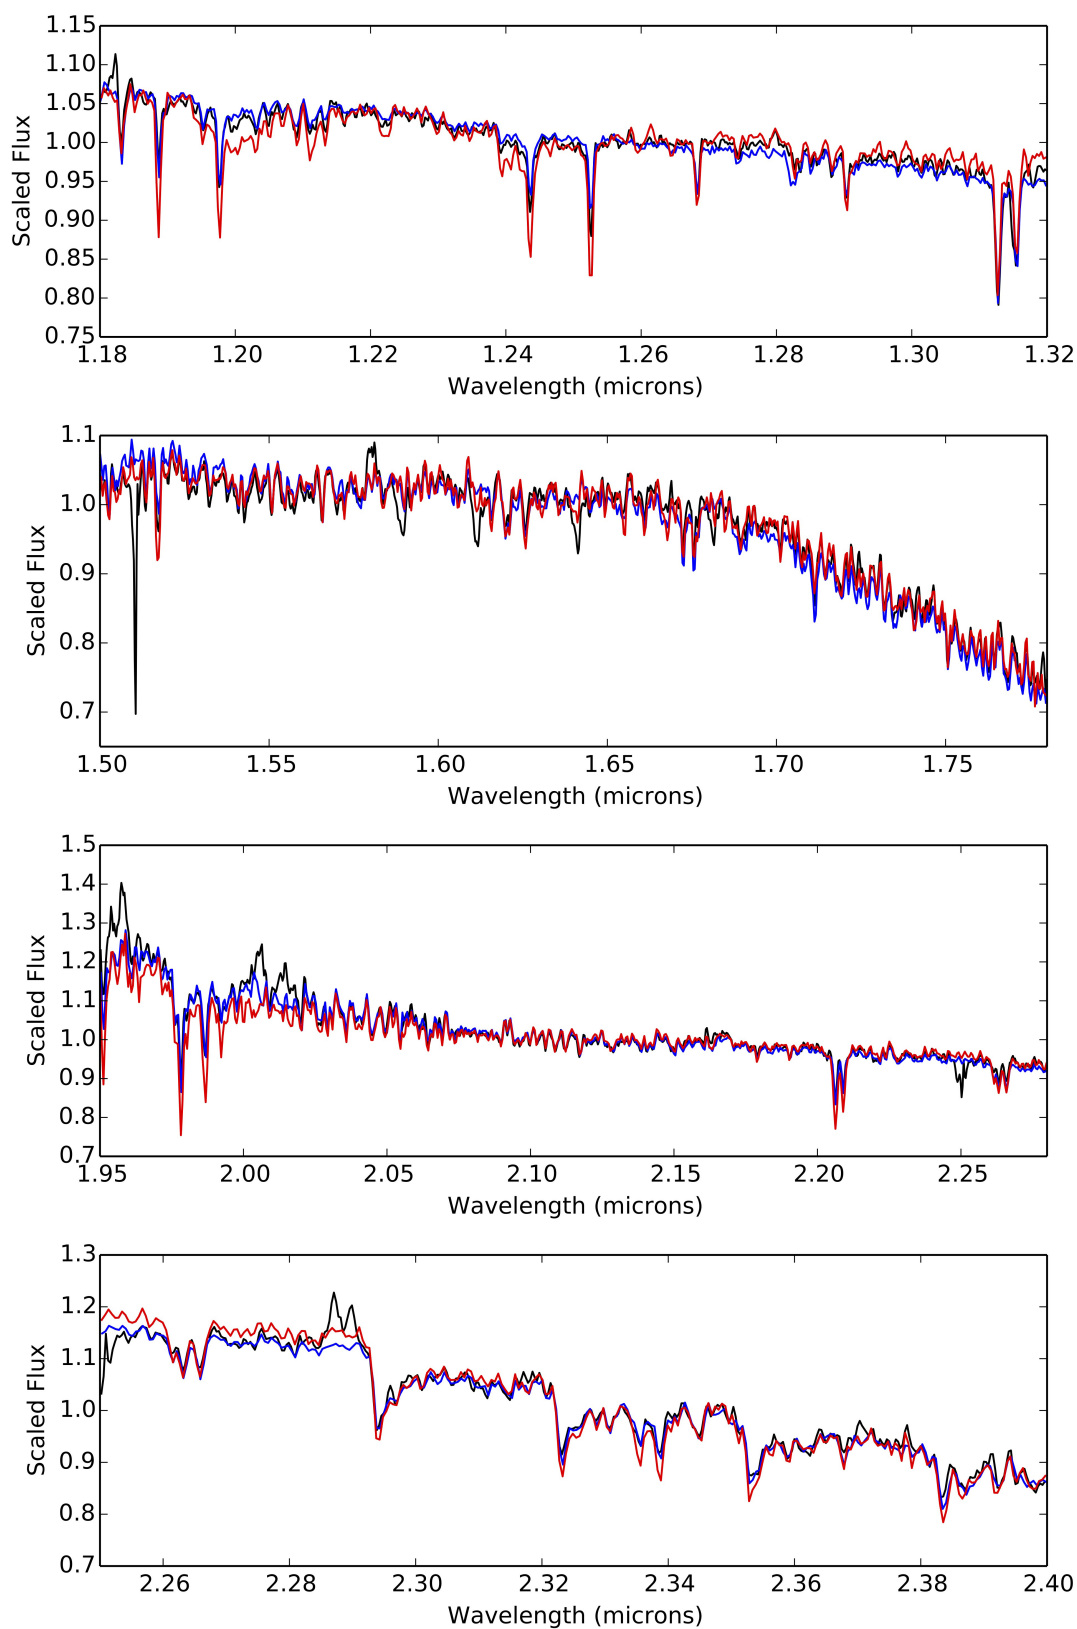 1.15
1.10
1.05
1.00
0.95
0.90
0.85
0.80
0.75
Scaled Flux
1.18 1.20 1.22 1.24 1.26 1.28 1.30 1.32
Wavelength (microns)
1.1
1.0
0.9
0.8
0.7
Scaled Flux
1.50 1.55 1.60 1.65 1.70 1.75
Wavelength (microns)
1.5
1.4
1.3
1.2
1.1
1.0
0.9
0.8
0.7
Scaled Flux
1.95 2.00 2.05 2.10 2.15 2.20 2.25
Wavelength (microns)
1.3
1.2
1.1
1.0
0.9
0.8
0.7
Scaled Flux
2.26 2.28 2.30 2.32 2.34 2.36 2.38 2.40
Wavelength (microns)